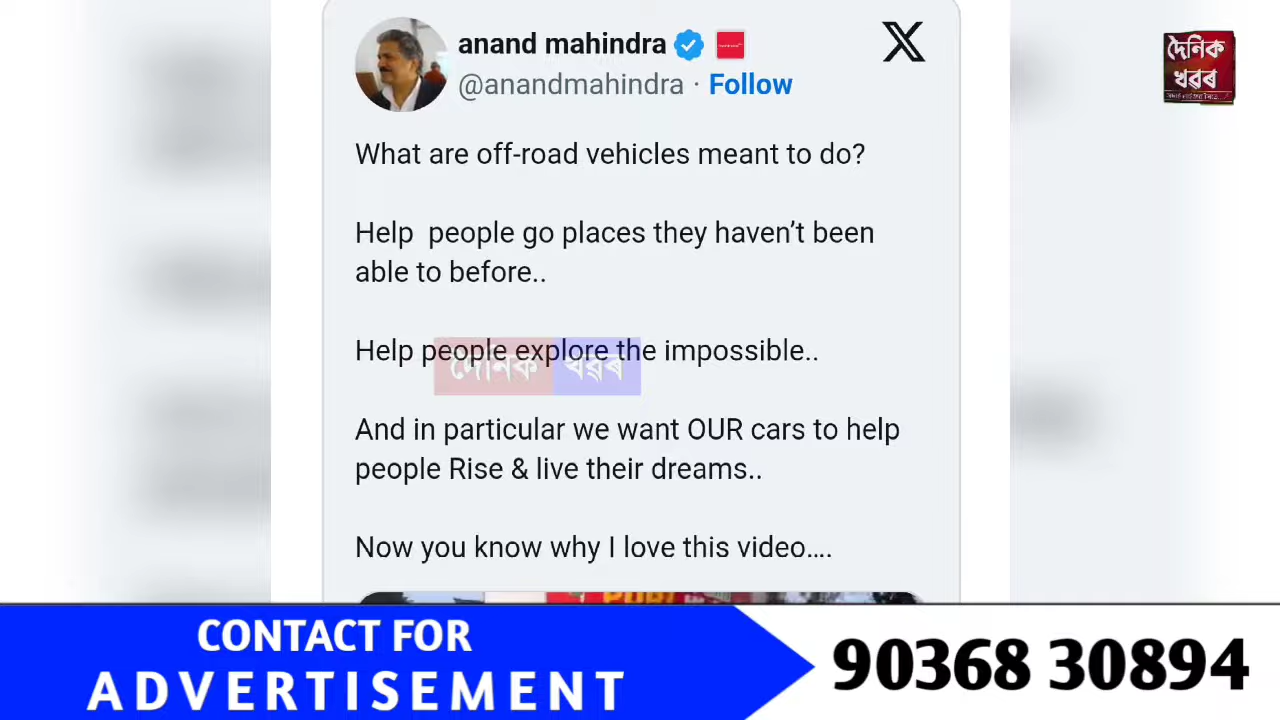 anand mahindra
@anandmahindra · Follow
দৈনিক
খৱৰ
What are off-road vehicles meant to do?
Help people go places they haven't been
able to before..
Help people explore the impossible..
দৈনিক খৱৰ
And in particular we want OUR cars to help
people Rise & live their dreams..
Now you know why I love this video....
CONTACT FOR
ADVERTISEMENT
90368 30894